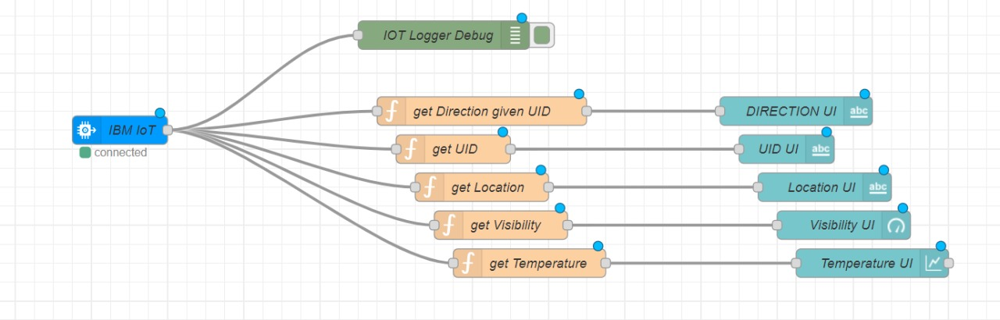 IOT Logger Debug
get Direction given UID
DIRECTION UI
abc
IBM IoT
connected
get UID
UID UI
abc
get Location
Location UI
abc
get Visibility
Visibility UI
get Temperature
Temperature UI